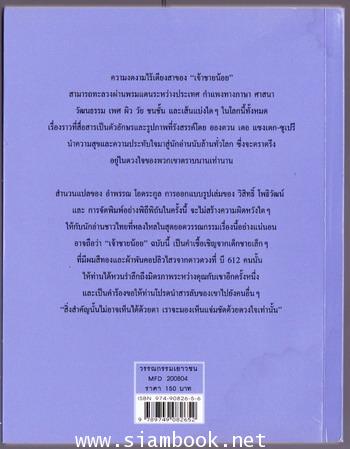 ความงดงามไร้เดียงสาของ “เจ้าชายน้อย”
สามารถทะลวงผ่านพรมแดนระหว่างประเทศ กำแพงทางภาษา ศาสนา
วัฒนธรรม เพศ ผิว วัย ชนชั้น และเส้นแบ่งใดๆ ในโลกนี้ทั้งหมด
เรื่องราวที่สื่อสารเป็นตัวอักษรและรูปภาพที่รังสรรค์โดย อองตวน เดอ แซงเตก-ซูเปรี
นำความสุขและความประทับใจมาสู่นักอ่านนับล้านทั่วโลก ซึ่งจะตราตรึง
อยู่ในดวงใจของพวกเขาตราบนานเท่านาน
สำนวนแปลของ อำพรรณ โอตระกูล การออกแบบรูปเล่มของ วิสิทธิ์ โพธิวัฒน์
และ การจัดพิมพ์อย่างพิถีพิถันในครั้งนี้ จะไม่สร้างความผิดหวังใดๆ
ให้กับนักอ่านชาวไทยที่หลงใหลในสุดยอดวรรณกรรมเรื่องนี้อย่างแน่นอน
อาจถือว่า “เจ้าชายน้อย” ฉบับนี้ เป็นคำเชื้อเชิญจากเด็กชายเล็กๆ
ที่มีผมสีทองและผ้าพันคอปลิวไสวจากดาวดวงที่ บี 612 คนนั้น
ให้ท่านได้หวนรำลึกถึงมิตรภาพระหว่างคุณกับเขาอีกครั้งหนึ่ง
และเป็นคำร้องขอให้ท่านโปรดนำสารลับของเขาไปยังคนอื่นๆ
“สิ่งสำคัญนั้นไม่อาจเห็นได้ด้วยตา เราจะมองเห็นแจ่มชัดด้วยดวงใจเท่านั้น”
วรรณกรรมเยาวชน
MFD 200804
ราคา 150 บาท
ISBN 974-90826-5-6
9 789749 082652
www.siambook.net